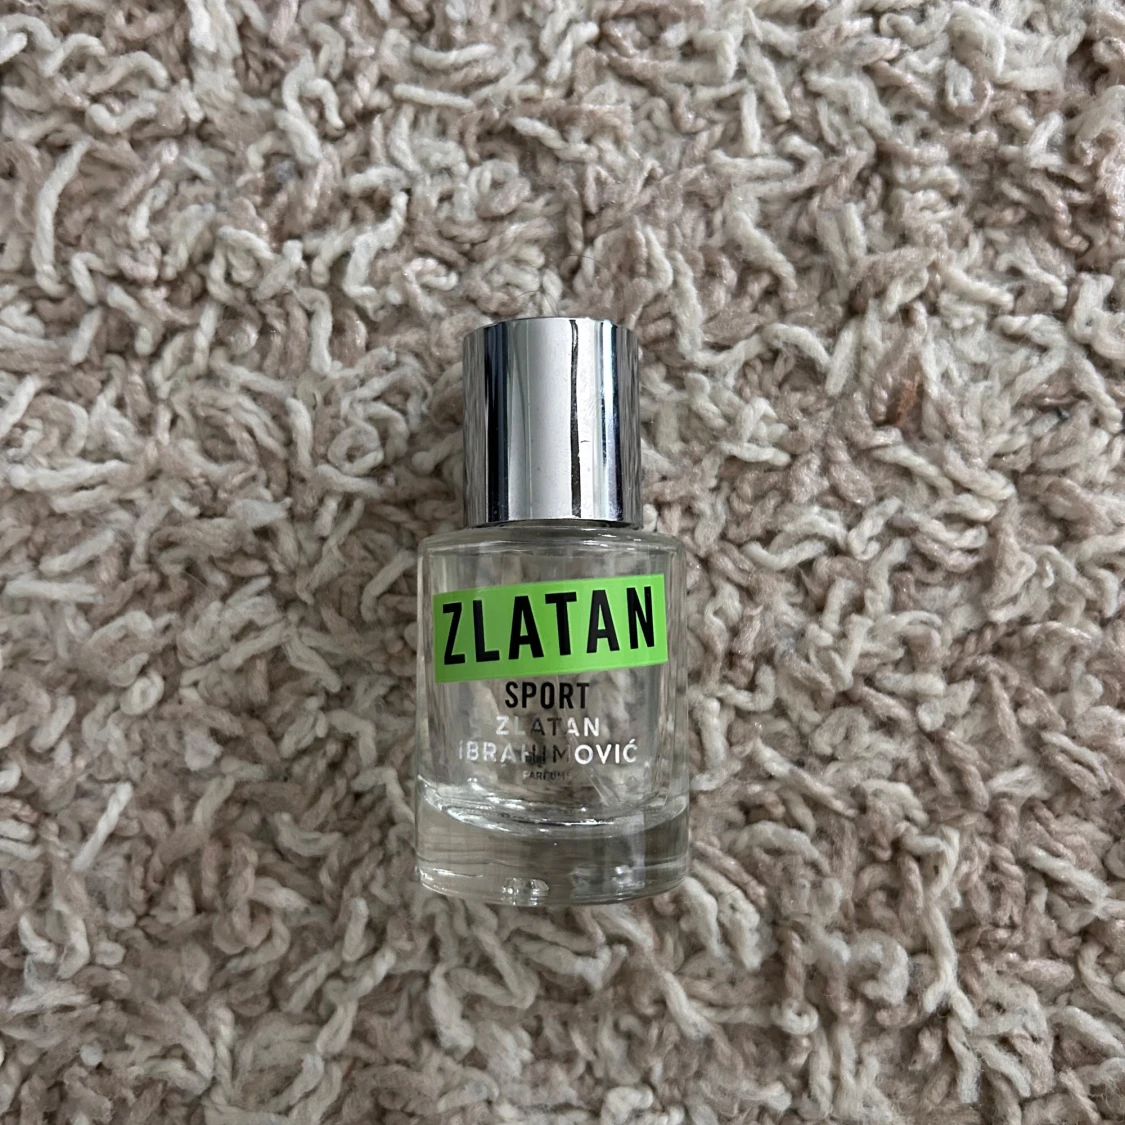 ZLATAN
SPORT
ZLATAN
IBRAHIMOVIĆ
PARFUMS